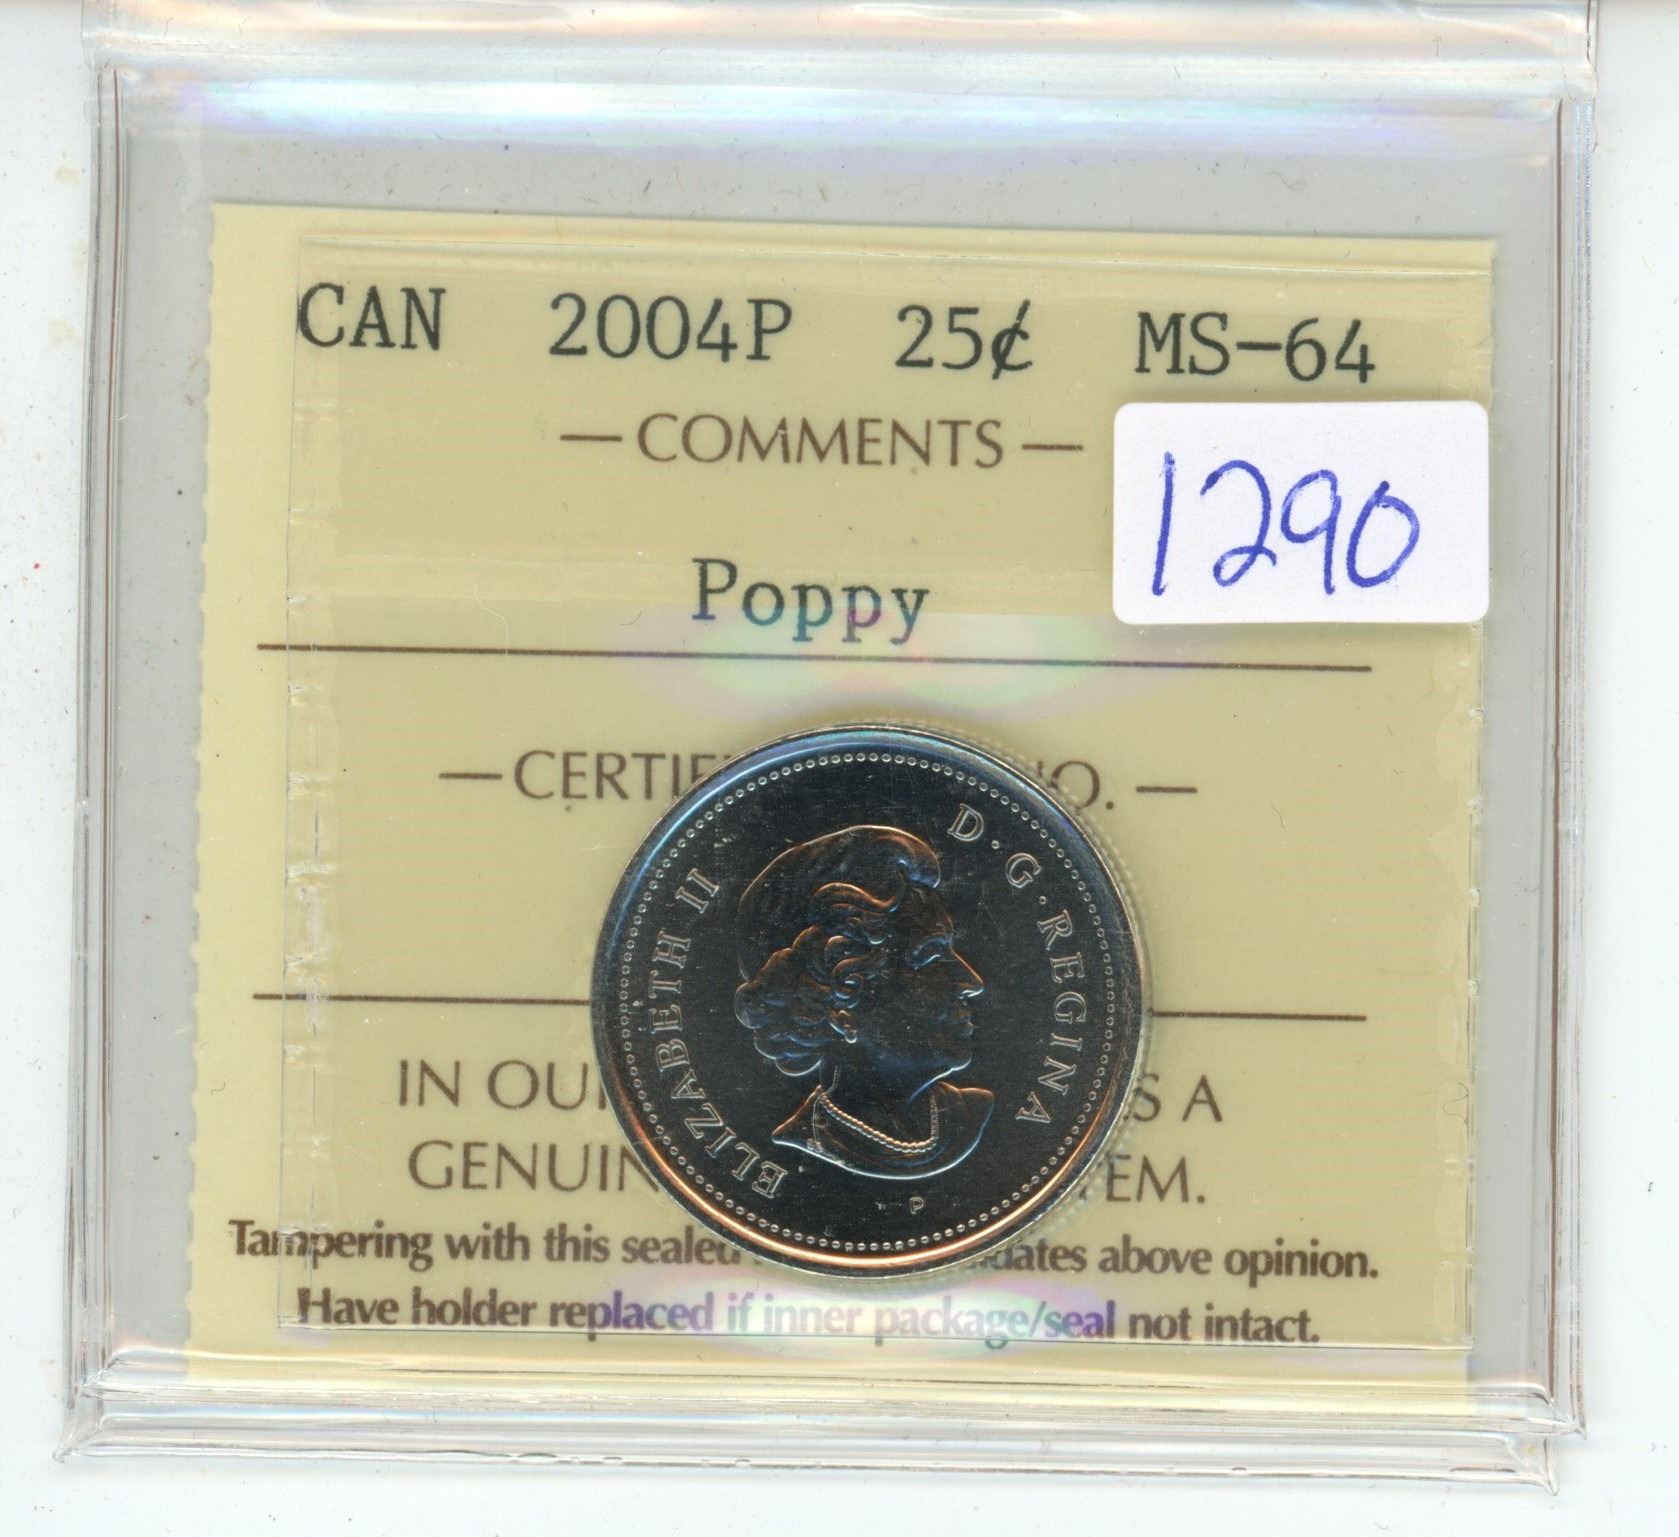 CAN 2004P 25¢ MS-64
— COMMENTS —
1290
Poppy
— CERTIF O. —
ELIZABETH II D·G·REGINA
P
IN OU S A
GENUIN EM.
Tampering with this sealed dates above opinion.
Have holder replaced if inner package/seal not intact.